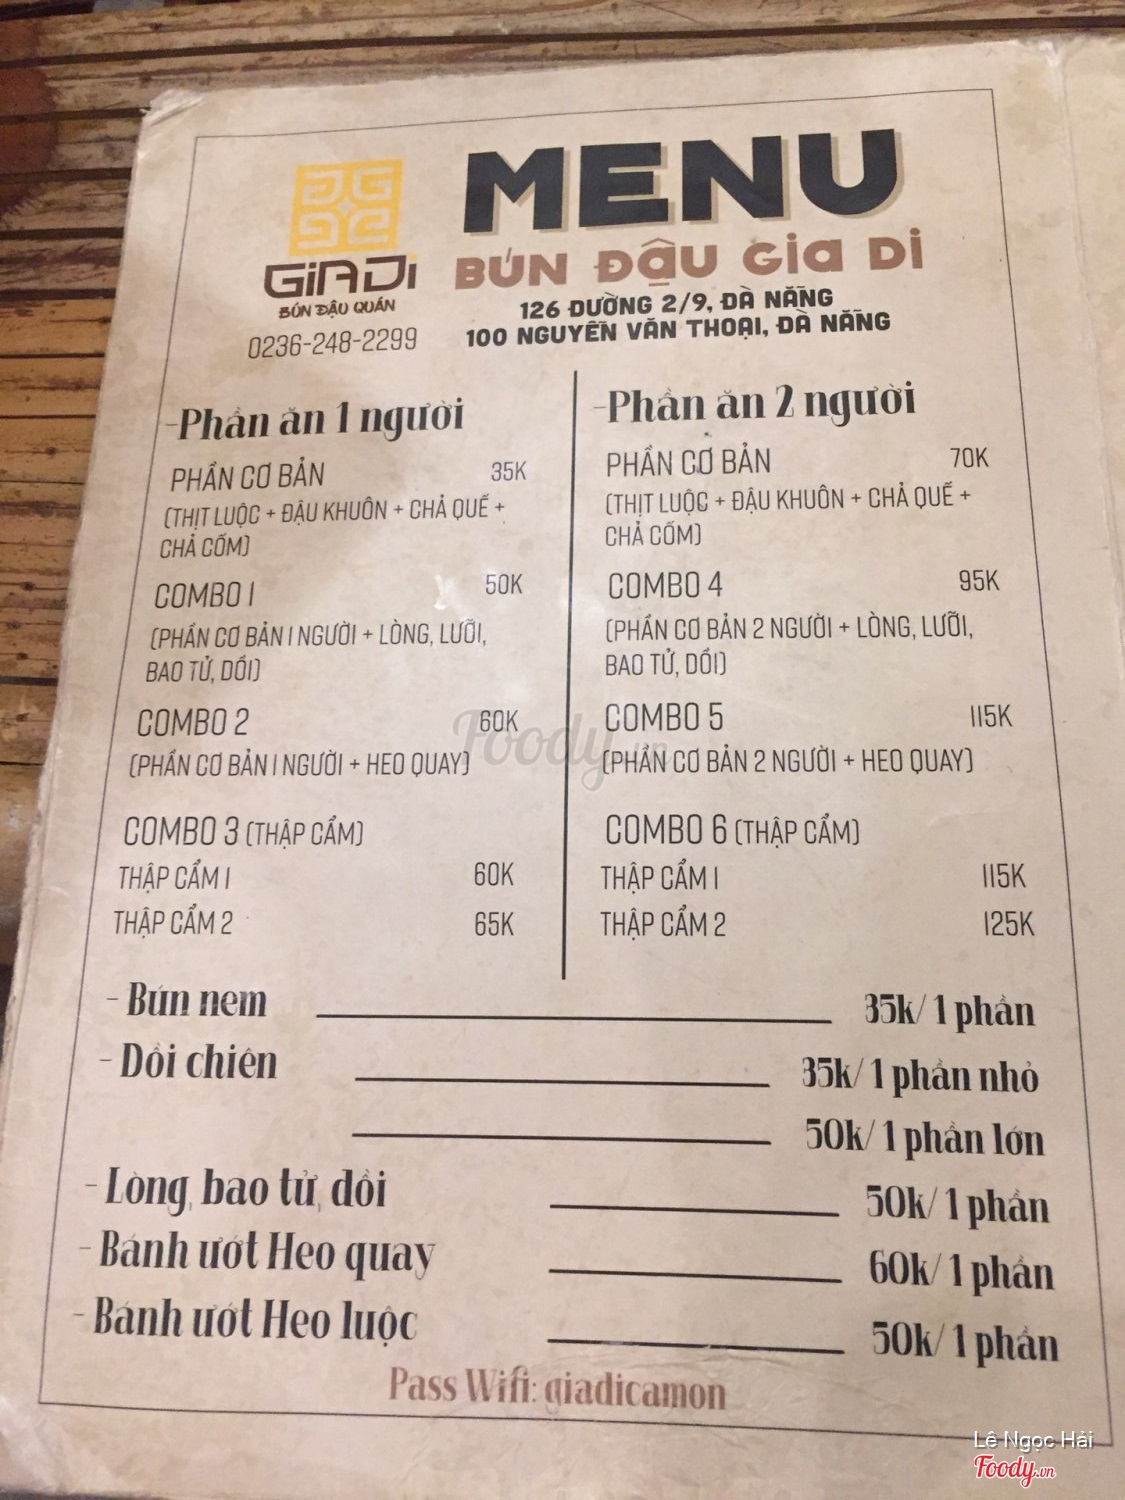 MENU
GiADi
BÚN ĐẬU QUÁN
0236-248-2299
BÚN ĐẬU Gia Di
126 ĐƯỜNG 2/9, ĐÀ NẴNG
100 NGUYỄN VĂN THOẠI, ĐÀ NẴNG
-Phần ăn 1 người
PHẦN CƠ BẢN 35K
(THỊT LUỘC + ĐẬU KHUÔN + CHẢ QUẾ +
CHẢ CỐM)
COMBO 1 50K
(PHẦN CƠ BẢN 1 NGƯỜI + LÒNG, LƯỠI,
BAO TỬ, DỒI)
COMBO 2 60K
(PHẦN CƠ BẢN 1 NGƯỜI + HEO QUAY)
COMBO 3 (THẬP CẨM)
THẬP CẨM 1 60K
THẬP CẨM 2 65K
-Phần ăn 2 người
PHẦN CƠ BẢN 70K
(THỊT LUỘC + ĐẬU KHUÔN + CHẢ QUẾ +
CHẢ CỐM)
COMBO 4 95K
(PHẦN CƠ BẢN 2 NGƯỜI + LÒNG, LƯỠI,
BAO TỬ, DỒI)
COMBO 5 115K
(PHẦN CƠ BẢN 2 NGƯỜI + HEO QUAY)
COMBO 6 (THẬP CẨM)
THẬP CẨM 1 115K
THẬP CẨM 2 125K
- Bún nem 35k/ 1 phần
- Dồi chiên 35k/ 1 phần nhỏ
50k/ 1 phần lớn
- Lòng, bao tử, dồi 50k/ 1 phần
- Bánh ướt Heo quay 60k/ 1 phần
- Bánh ướt Heo luộc 50k/ 1 phần
Pass Wifi: giadicamon
Foody.vn
Lê Ngọc Hải
Foody.vn